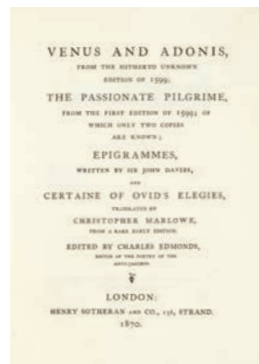 VENUS AND ADONIS,
FROM THE HITHERTO UNKNOWN
EDITION OF 1599;
THE PASSIONATE PILGRIME,
FROM THE FIRST EDITION OF 1599; OF
WHICH ONLY TWO COPIES
ARE KNOWN;
EPIGRAMMES,
WRITTEN BY SIR JOHN DAVIES,
AND
CERTAINE OF OVID'S ELEGIES,
TRANSLATED BY
CHRISTOPHER MARLOWE,
FROM A RARE EARLY EDITION.
EDITED BY CHARLES EDMONDS,
EDITOR OF THE POETRY OF THE
ANTI-JACOBIN.
LONDON:
HENRY SOTHERAN AND CO., 136, STRAND.
1870.